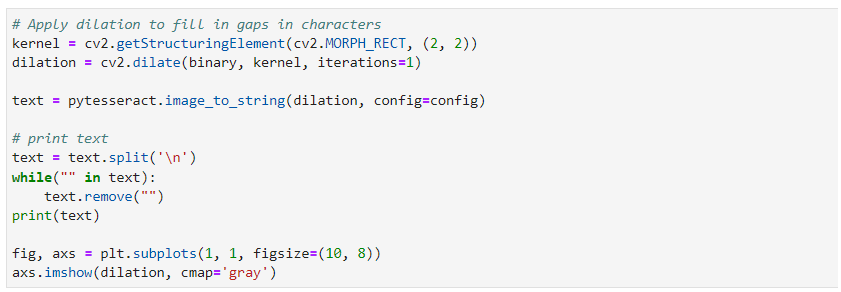 # Apply dilation to fill in gaps in characters
kernel = cv2.getStructuringElement(cv2.MORPH_RECT, (2, 2))
dilation = cv2.dilate(binary, kernel, iterations=1)

text = pytesseract.image_to_string(dilation, config=config)

# print text
text = text.split('\n')
while("" in text):
    text.remove("")
print(text)

fig, axs = plt.subplots(1, 1, figsize=(10, 8))
axs.imshow(dilation, cmap='gray')